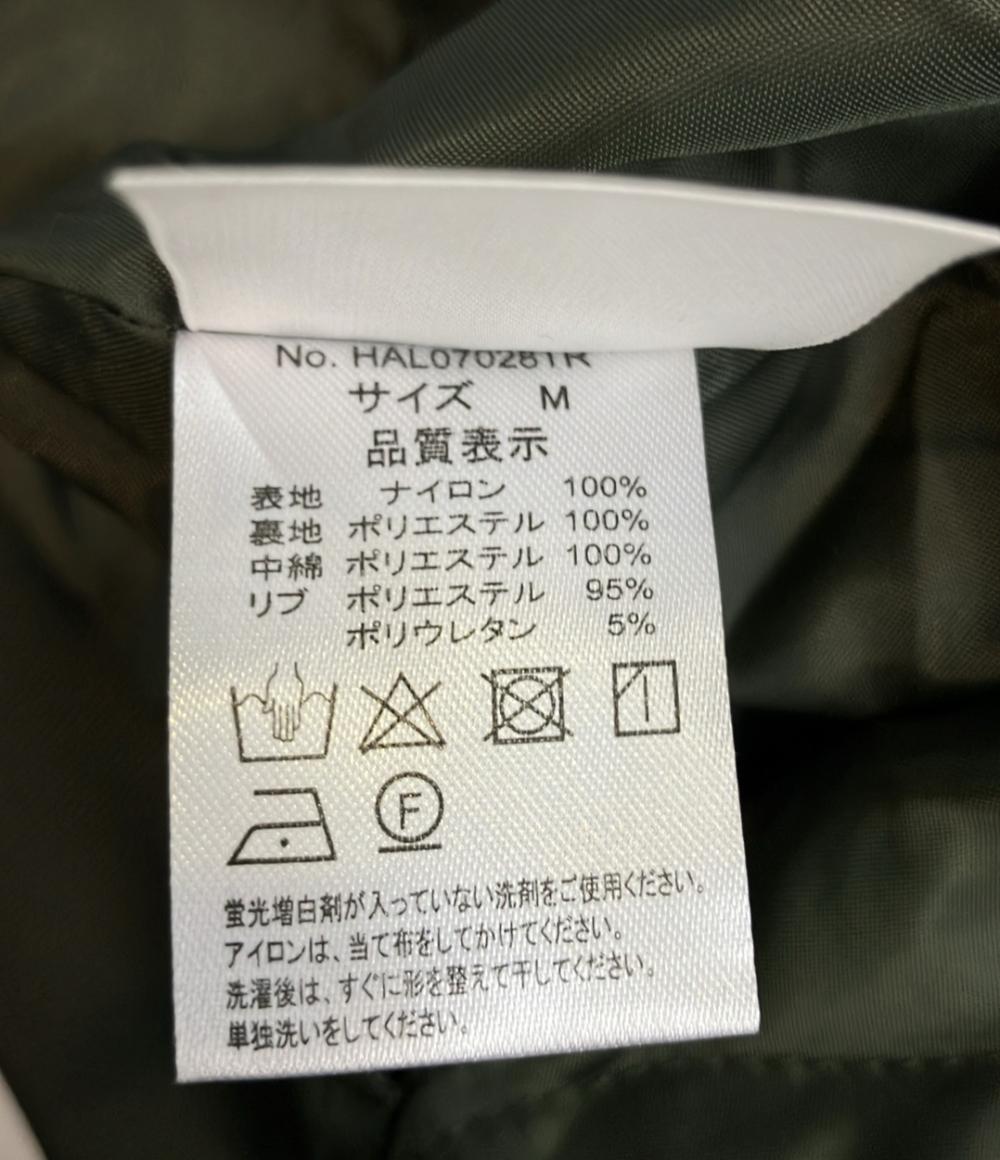 No. HAL070281R
サイズ M
品質表示
表地 ナイロン 100%
裏地 ポリエステル 100%
中綿 ポリエステル 100%
リブ ポリエステル 95%
ポリウレタン 5%
F
蛍光増白剤が入っていない洗剤をご使用ください。
アイロンは、当て布をしてかけてください。
洗濯後は、すぐに形を整えて干してください。
単独洗いをしてください。